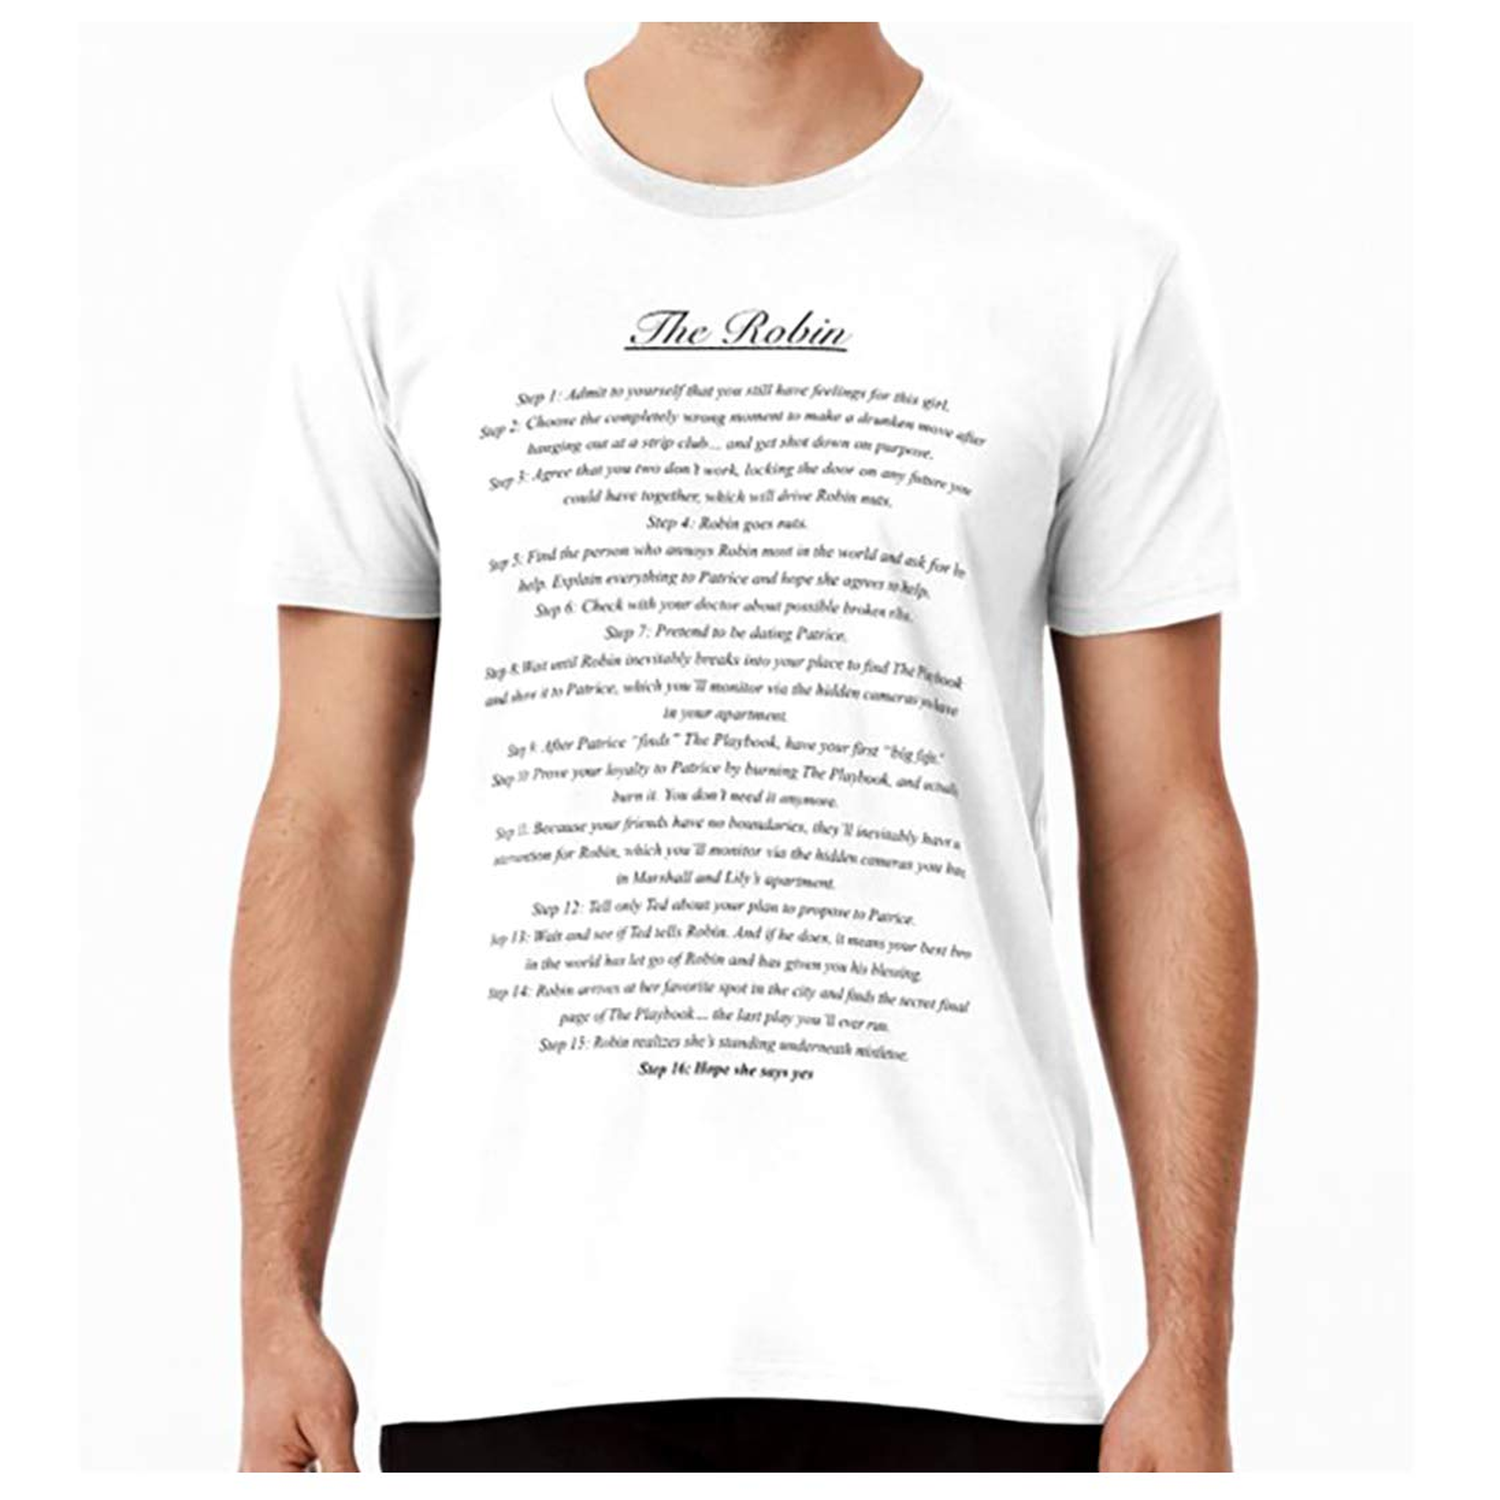 The Robin
Step 1: Admit to yourself that you still have feelings for this girl.
Step 2: Choose the completely wrong moment to make a drunken move after
hanging out at a strip club... and get shot down on purpose.
Step 3: Agree that you two don't work, locking the door on any future you
could have together, which will drive Robin nuts.
Step 4: Robin goes nuts.
Step 5: Find the person who annoys Robin most in the world and ask for he
help. Explain everything to Patrice and hope she agrees to help.
Step 6: Check with your doctor about possible broken ribs.
Step 7: Pretend to be dating Patrice.
Step 8: Wait until Robin inevitably breaks into your place to find The Playbook
and show it to Patrice, which you'll monitor via the hidden cameras you have
in your apartment.
Step 9: After Patrice "finds" The Playbook, have your first "big fight."
Step 10: Prove your loyalty to Patrice by burning The Playbook, and actually
burn it. You don't need it anymore.
Step 11: Because your friends have no boundaries, they'll inevitably have a
intervention for Robin, which you'll monitor via the hidden cameras you hav
in Marshall and Lily's apartment.
Step 12: Tell only Ted about your plan to propose to Patrice.
Step 13: Wait and see if Ted tells Robin. And if he does, it means your best bro
in the world has let go of Robin and has given you his blessing.
Step 14: Robin arrives at her favorite spot in the city and finds the secret final
page of The Playbook... the last play you'll ever run.
Step 15: Robin realizes she's standing underneath mistletoe.
Step 16: Hope she says yes